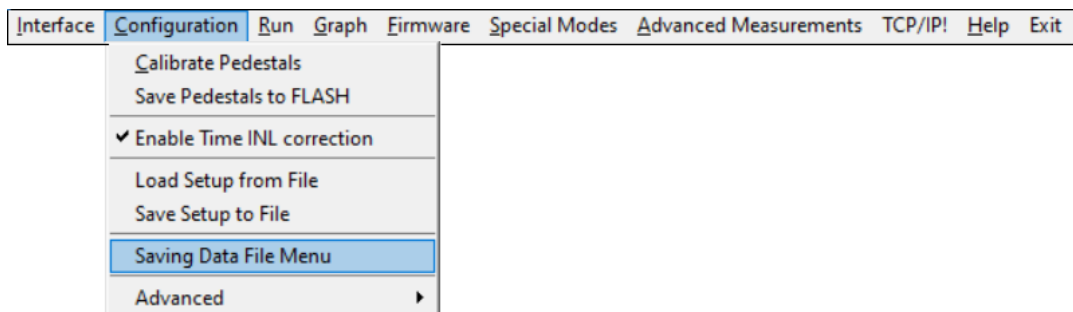 Interface Configuration Run Graph Firmware Special Modes Advanced Measurements TCP/IP! Help Exit
Calibrate Pedestals
Save Pedestals to FLASH
Enable Time INL correction
Load Setup from File
Save Setup to File
Saving Data File Menu
Advanced